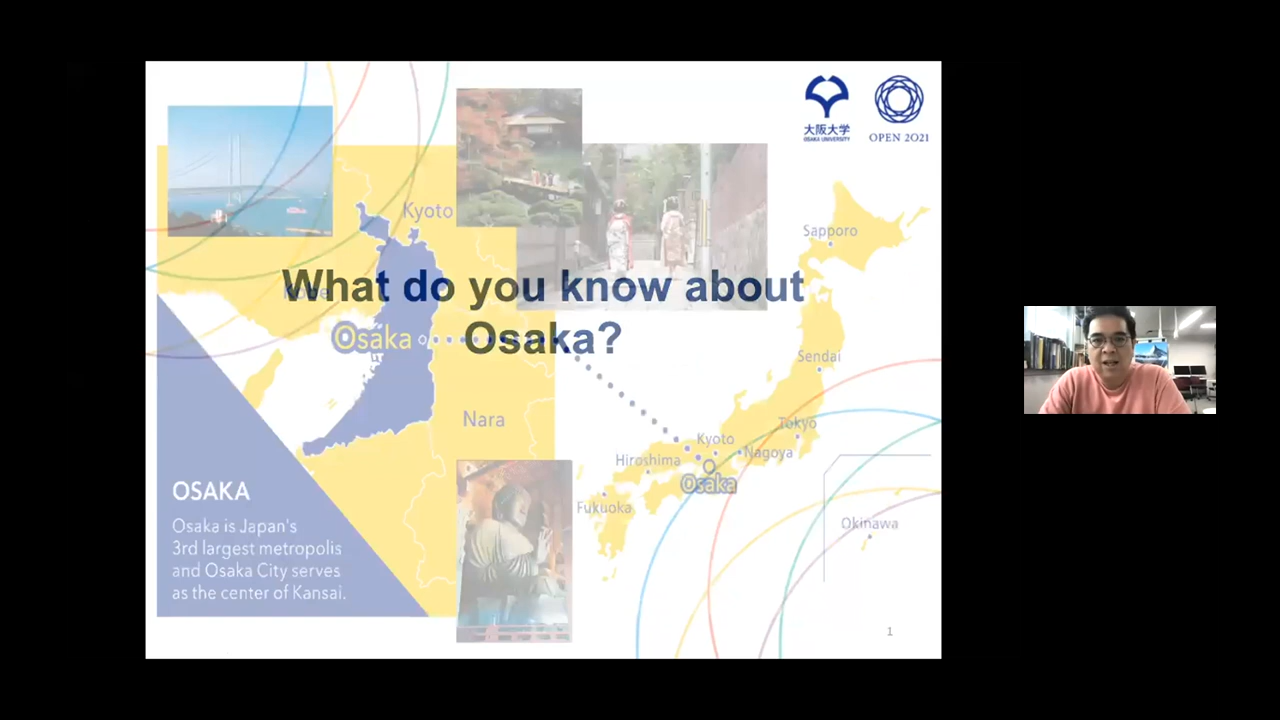 大阪大学
OSAKA UNIVERSITY
OPEN 2O21
Kyoto
Sapporo
What do you know about
Osaka?
Kobe
Osaka
Sendai
Nara
Tokyo
Kyoto
Nagoya
Hiroshima
Osaka
Fukuoka
Okinawa
OSAKA
Osaka is Japan's
3rd largest metropolis
and Osaka City serves
as the center of Kansai.
1